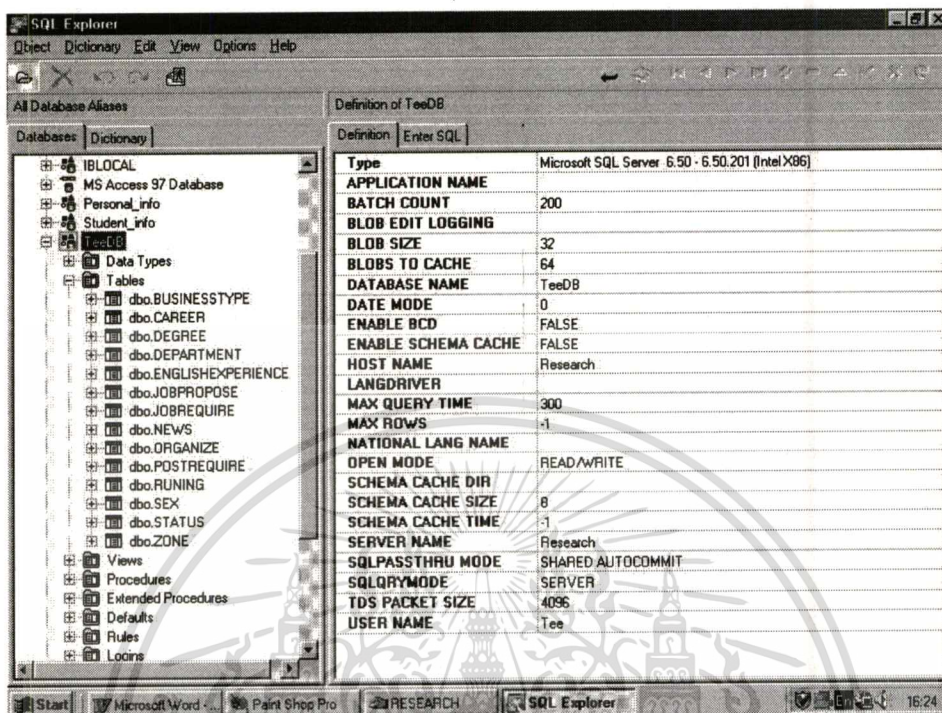 SQL Explorer
Object Dictionary Edit View Options Help
All Database Aliases
Definition of TeeDB
Databases Dictionary
Definition Enter SQL
IBLOCAL
MS Access 97 Database
Personal_info
Student_info
TeeDB
Data Types
Tables
dbo.BUSINESSTYPE
dbo.CAREER
dbo.DEGREE
dbo.DEPARTMENT
dbo.ENGLISHEXPERIENCE
dbo.JOBPROPOSE
dbo.JOBREQUIRE
dbo.NEWS
dbo.ORGANIZE
dbo.POSTREQUIRE
dbo.RUNING
dbo.SEX
dbo.STATUS
dbo.ZONE
Views
Procedures
Extended Procedures
Defaults
Rules
Logins
Type Microsoft SQL Server 6.50 - 6.50.201 (Intel X86)
APPLICATION NAME
BATCH COUNT 200
BLOB EDIT LOGGING
BLOB SIZE 32
BLOBS TO CACHE 64
DATABASE NAME TeeDB
DATE MODE 0
ENABLE BCD FALSE
ENABLE SCHEMA CACHE FALSE
HOST NAME Research
LANGDRIVER
MAX QUERY TIME 300
MAX ROWS -1
NATIONAL LANG NAME
OPEN MODE READ/WRITE
SCHEMA CACHE DIR
SCHEMA CACHE SIZE 8
SCHEMA CACHE TIME -1
SERVER NAME Research
SQLPASSTHRU MODE SHARED AUTOCOMMIT
SQLQRYMODE SERVER
TDS PACKET SIZE 4096
USER NAME Tee
Start Microsoft Word - ... Paint Shop Pro RESEARCH SQL Explorer 16:24